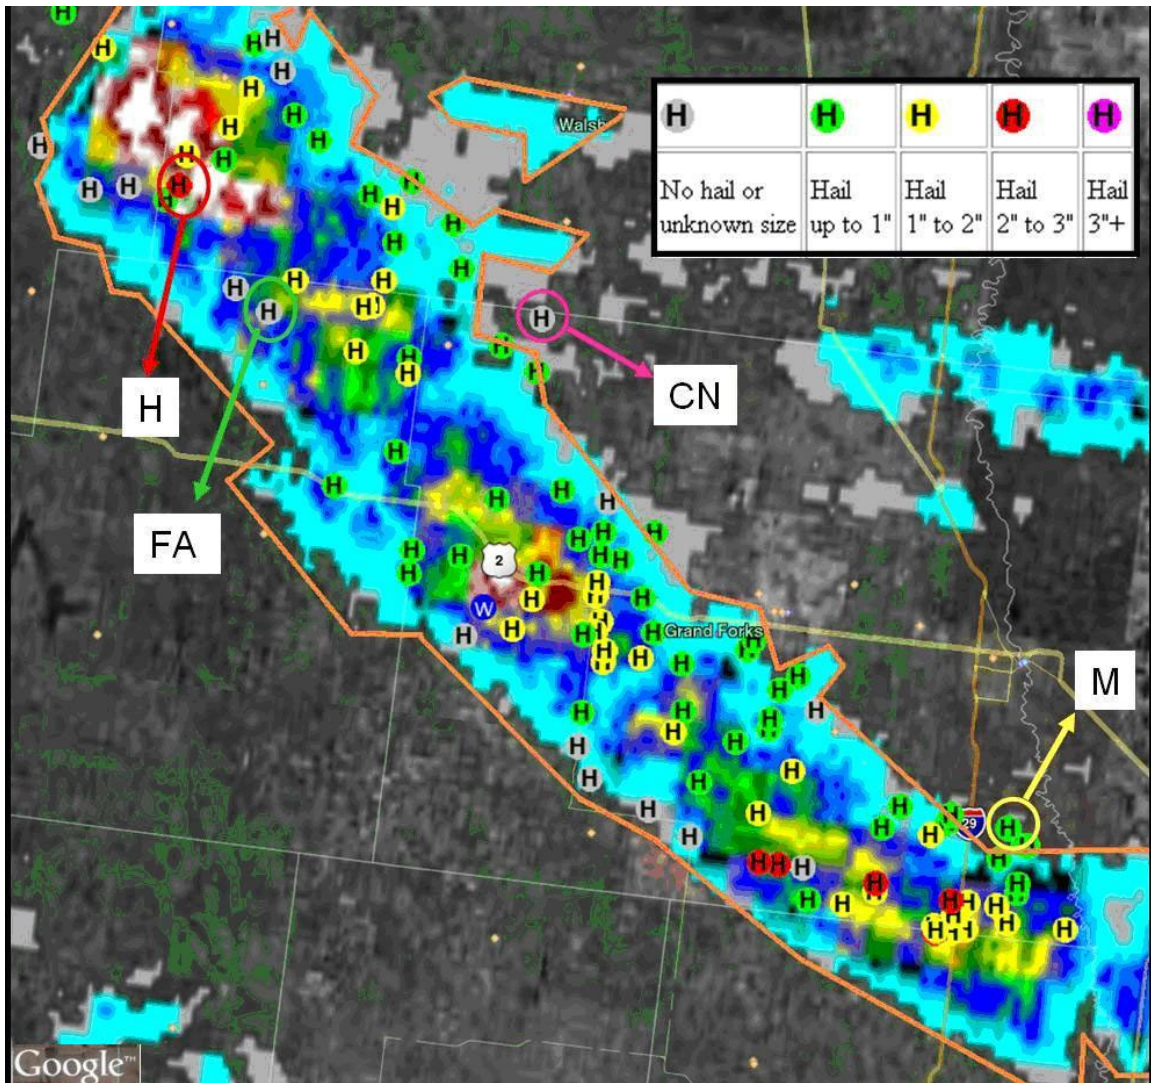 Walsh
H H H H H
No hail or unknown size
Hail up to 1"
Hail 1" to 2"
Hail 2" to 3"
Hail 3"+
H
CN
FA
2
W
Grand Forks
M
29
Google™